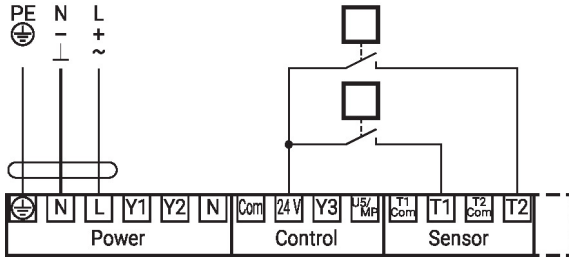 PE N L
− +
⊥ ~
N L Y1 Y2 N Com 24 V Y3 U5/MP T1 Com T1 T2 Com T2
Power Control Sensor